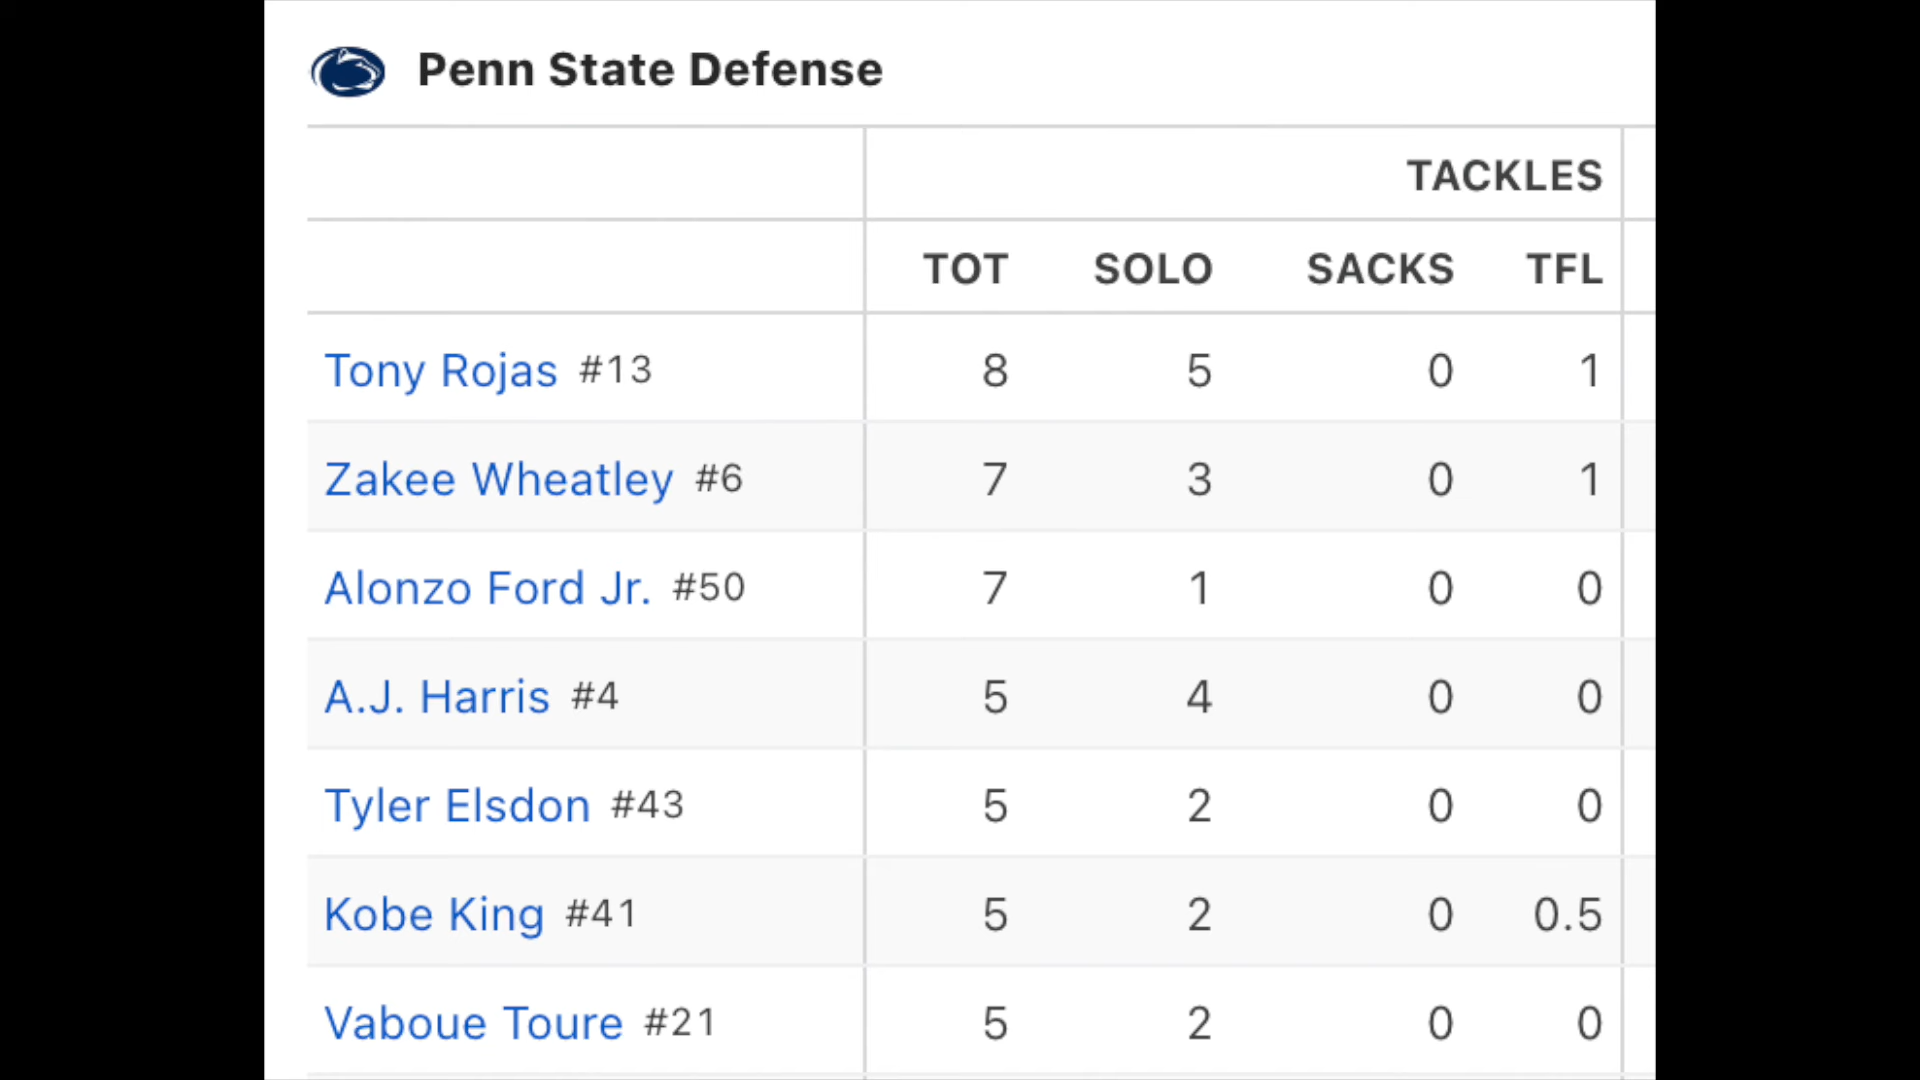 Penn State Defense
TACKLES
TOT SOLO SACKS TFL
Tony Rojas #13 8 5 0 1
Zakee Wheatley #6 7 3 0 1
Alonzo Ford Jr. #50 7 1 0 0
A.J. Harris #4 5 4 0 0
Tyler Elsdon #43 5 2 0 0
Kobe King #41 5 2 0 0.5
Vaboue Toure #21 5 2 0 0